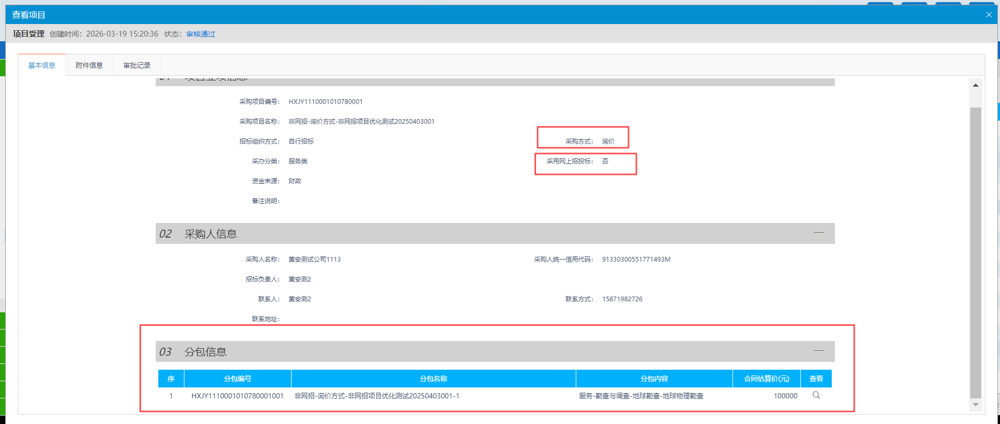 查看项目
项目受理 创建时间：2026-03-19 15:20:36 状态：审核通过
基本信息 附件信息 审批记录
采购项目编号： HXJY1110001010780001
采购项目名称： 非网招-询价方式-非网招项目优化测试20250403001
招标组织方式： 自行招标 采购方式： 询价
采办分类： 服务类 采用网上招投标： 否
资金来源： 财政
备注说明：
02 采购人信息
采购人名称： 黄安测试公司1113 采购人统一信用代码： 91330300551771493M
招标负责人： 黄安测2
联系人： 黄安测2 联系方式： 15871982726
联系地址：
03 分包信息
序 分包编号 分包名称 分包内容 合同估算价(元) 查看
1 HXJY1110001010780001001 非网招-询价方式-非网招项目优化测试20250403001-1 服务-勘查与调查-地球勘查-地球物理勘查 100000